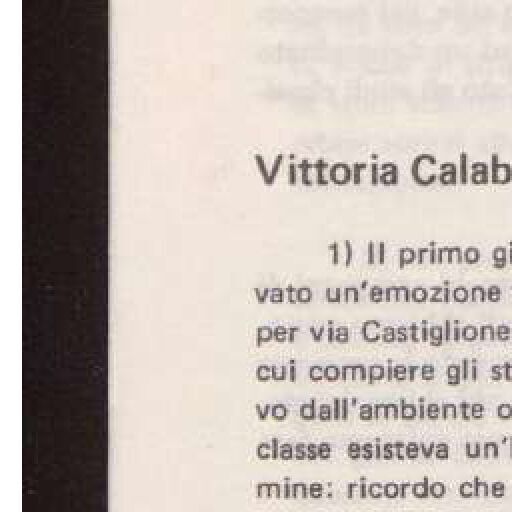 Vittoria Calab
1) Il primo gi
vato un'emozione
per via Castiglione
cui compiere gli st
vo dall'ambiente o
classe esisteva un'
mine: ricordo che